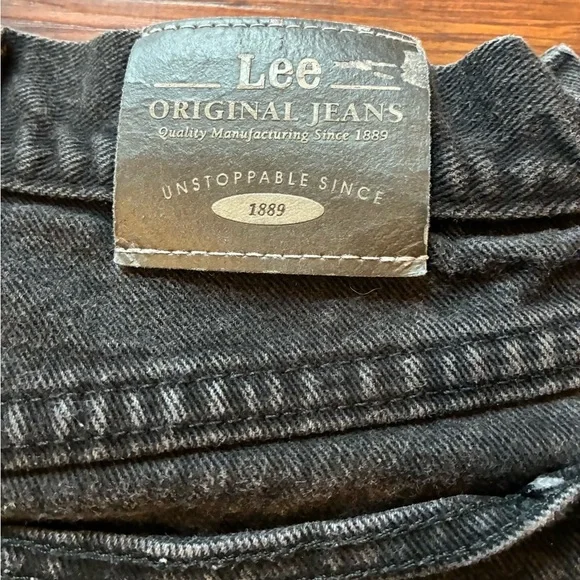 Lee
ORIGINAL JEANS
Quality Manufacturing Since 1889
UNSTOPPABLE SINCE
1889